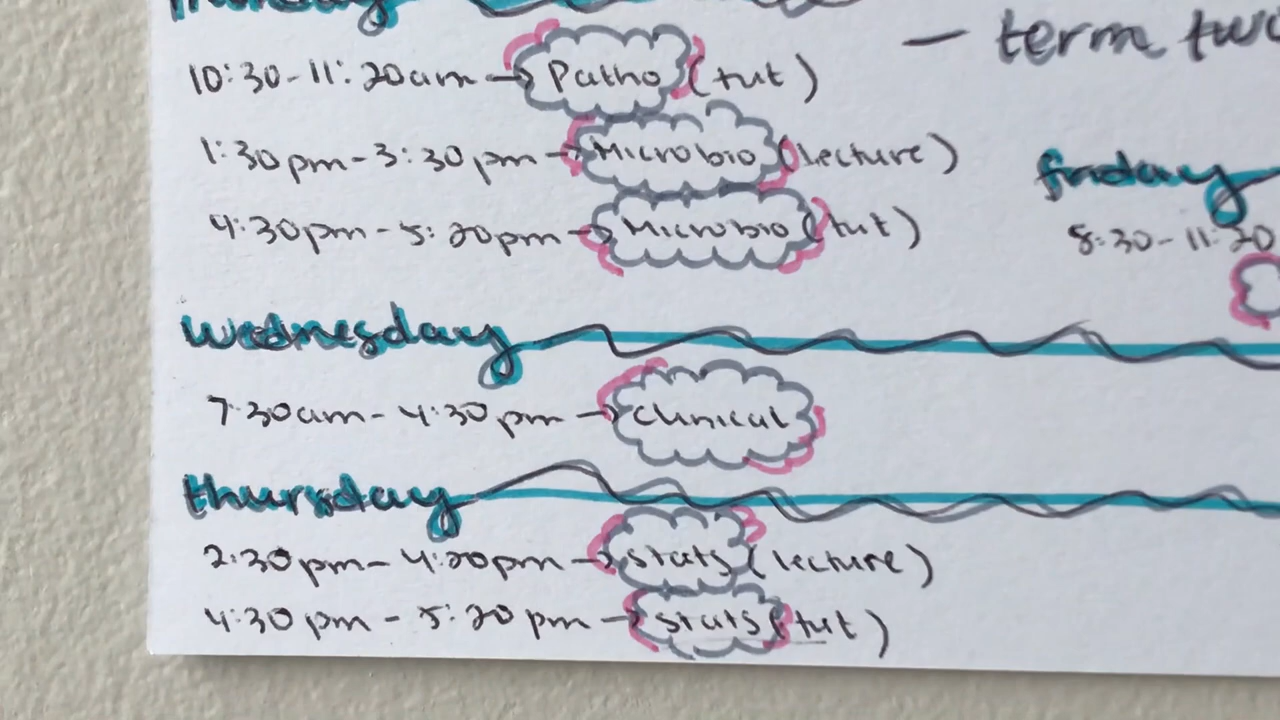 10:30-11:20am → Patho (tut)
1:30pm-3:30pm → Microbio (lecture)
4:30pm-5:20pm → Microbio (tut)
wednesday
7:30am-4:30pm → clinical
thursday
2:30pm-4:20pm → stats (lecture)
4:30pm-5:20pm → stats (tut)
- term two
friday
8:30-11:20